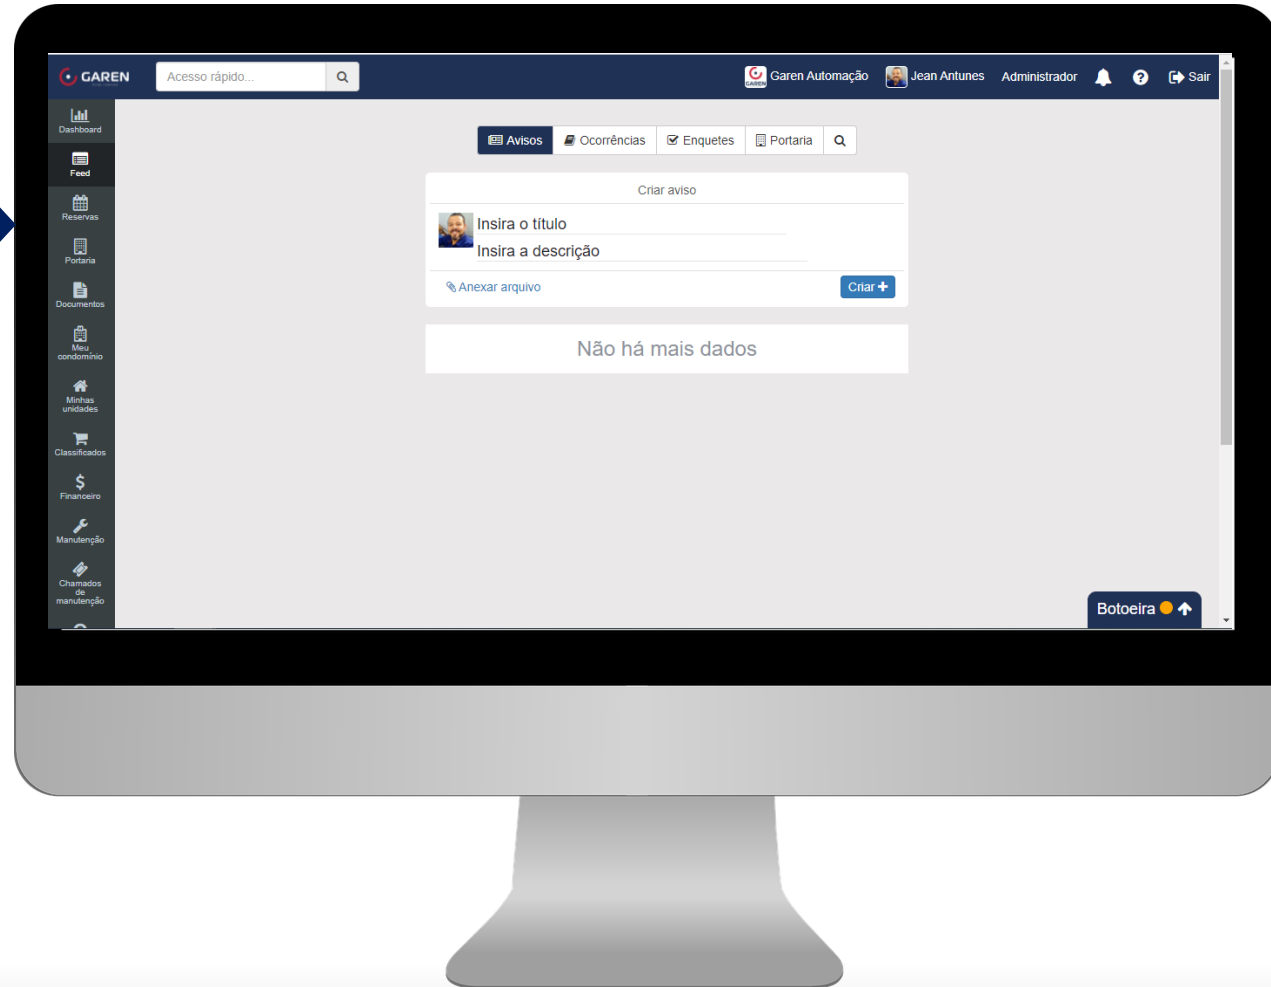 GAREN
Acesso rápido...
Garen Automação
Jean Antunes
Administrador
Sair
Dashboard
Feed
Reservas
Portaria
Documentos
Meu
condomínio
Minhas
unidades
Classificados
Financeiro
Manutenção
Chamados
de
manutenção
Avisos
Ocorrências
Enquetes
Portaria
Criar aviso
Insira o título
Insira a descrição
Anexar arquivo
Criar
Não há mais dados
Botoeira